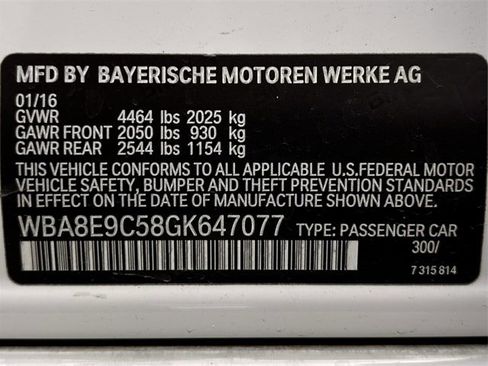 MFD BY BAYERISCHE MOTOREN WERKE AG
01/16
GVWR 4464 lbs 2025 kg
GAWR FRONT 2050 lbs 930 kg
GAWR REAR 2544 lbs 1154 kg
THIS VEHICLE CONFORMS TO ALL APPLICABLE U.S.FEDERAL MOTOR
VEHICLE SAFETY, BUMPER AND THEFT PREVENTION STANDARDS
IN EFFECT ON THE DATE OF MANUFACTURE SHOWN ABOVE.
WBA8E9C58GK647077 TYPE: PASSENGER CAR
300/
7 315 814